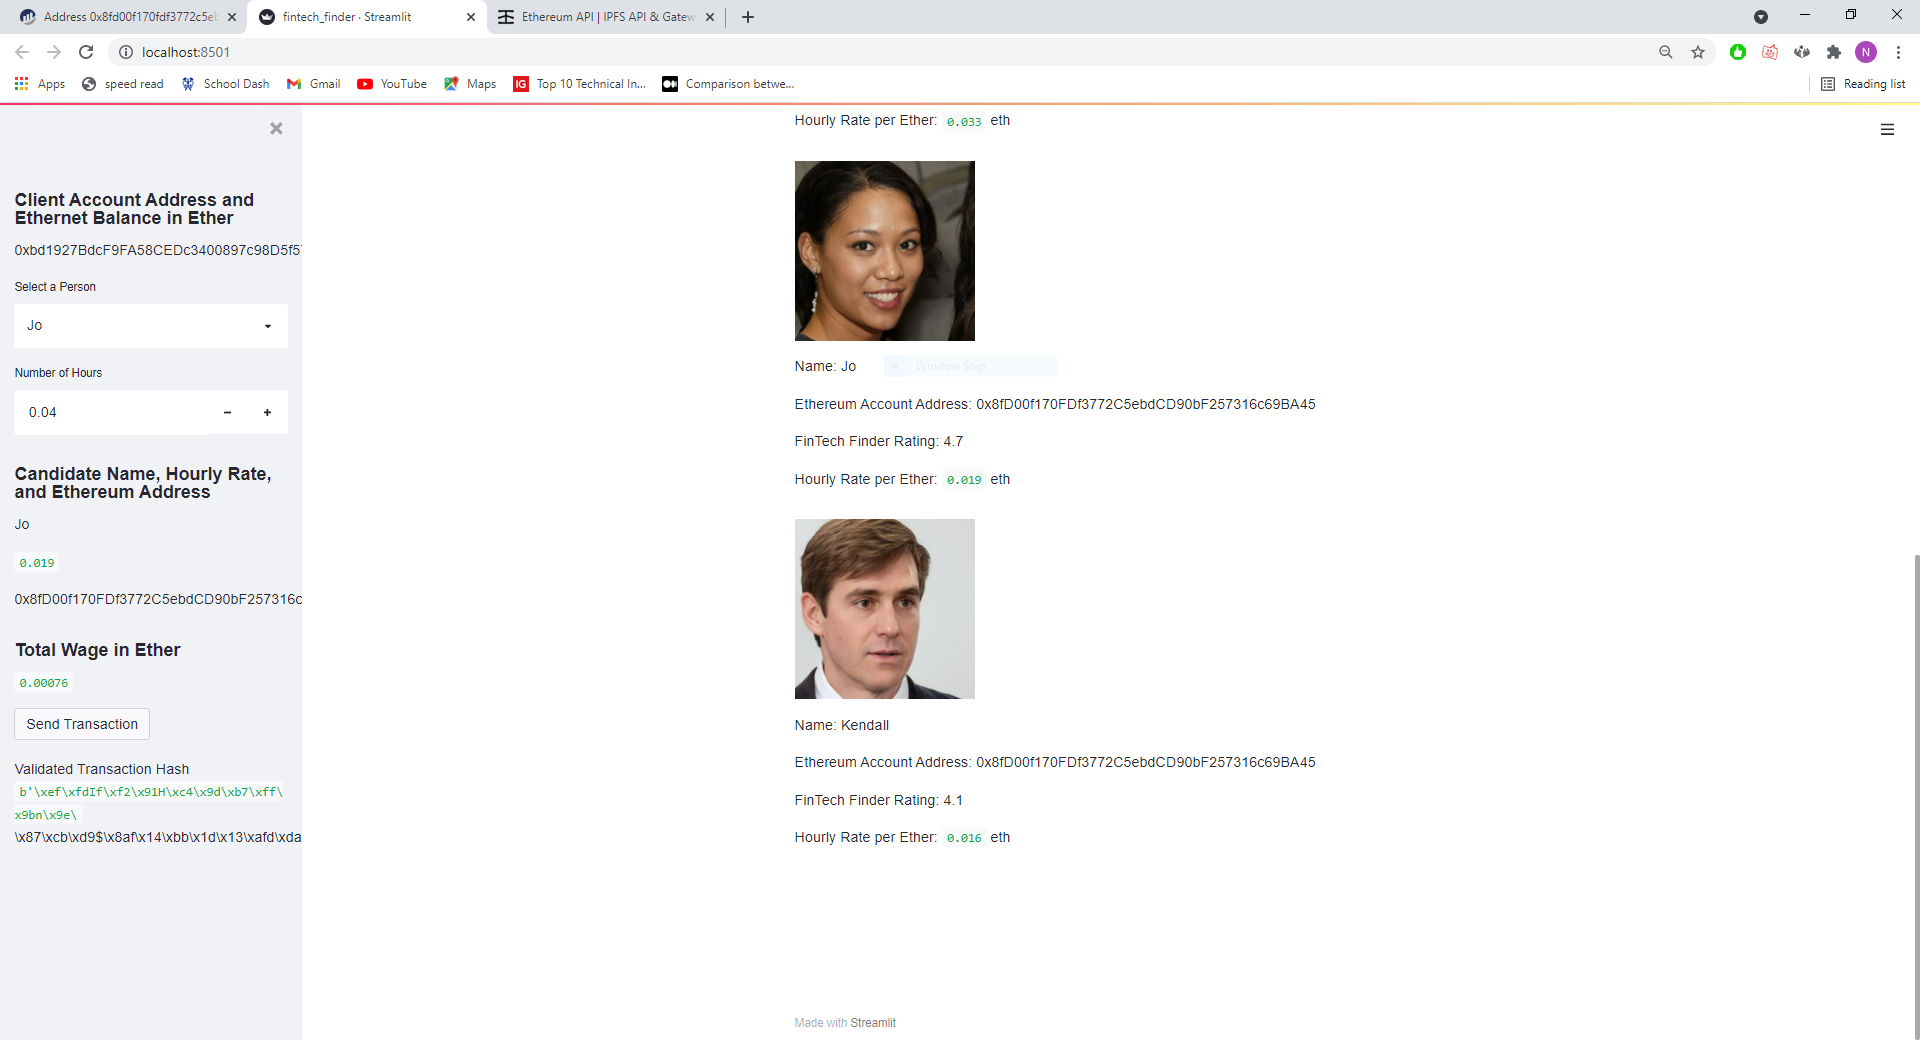 Address 0x8fd00f170fdf3772c5eb
fintech_finder · Streamlit
Ethereum API | IPFS API & Gatew
localhost:8501
N
Apps
speed read
School Dash
Gmail
YouTube
Maps
IG
Top 10 Technical In...
Comparison betwe...
Reading list
Client Account Address and
Ethernet Balance in Ether
0xbd1927BdcF9FA58CEDc3400897c98D5f57
Select a Person
Jo
Number of Hours
0.04
Candidate Name, Hourly Rate,
and Ethereum Address
Jo
0.019
0x8fD00f170FDf3772C5ebdCD90bF257316c
Total Wage in Ether
0.00076
Send Transaction
Validated Transaction Hash
b'\xef\xfdIf\xf2\x91H\xc4\x9d\xb7\xff\
x9bn\x9e\
\x87\xcb\xd9$\x8af\x14\xbb\x1d\x13\xafd\xda
Hourly Rate per Ether: 0.033 eth
Name: Jo
Window Snip
Ethereum Account Address: 0x8fD00f170FDf3772C5ebdCD90bF257316c69BA45
FinTech Finder Rating: 4.7
Hourly Rate per Ether: 0.019 eth
Name: Kendall
Ethereum Account Address: 0x8fD00f170FDf3772C5ebdCD90bF257316c69BA45
FinTech Finder Rating: 4.1
Hourly Rate per Ether: 0.016 eth
Made with Streamlit